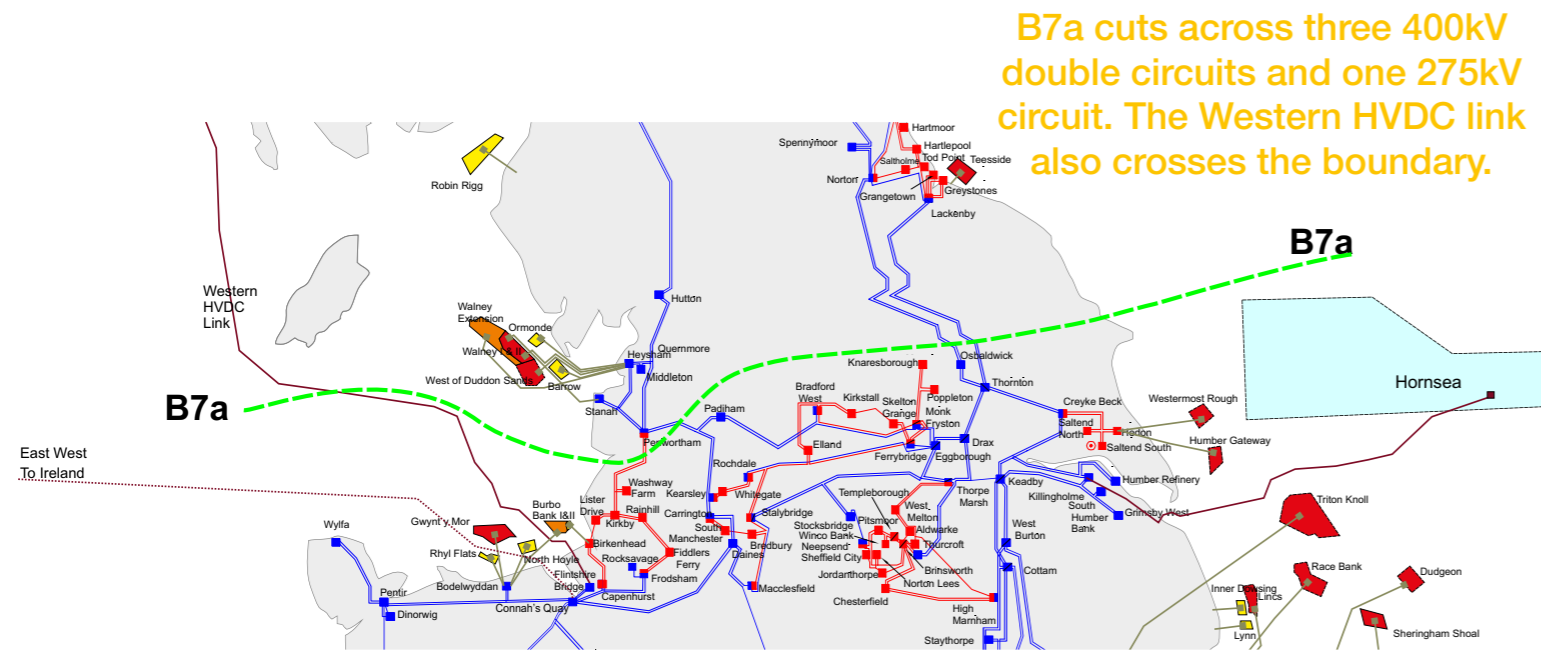 B7a cuts across three 400kV
double circuits and one 275kV
circuit. The Western HVDC link
also crosses the boundary.
Hartmoor
Spennymoor
Hartlepool
Saltholme
Tod Point
Teesside
Norton
Grangetown
Greystones
Lackenby
Robin Rigg
B7a
Western
HVDC
Link
Hutton
Walney
Extension
Ormonde
Walney I & II
Quernmore
Heysham
Middleton
West of Duddon Sands
Barrow
Stanah
B7a
Knaresborough
Osbaldwick
Thornton
Poppleton
Bradford
West
Kirkstall
Skelton
Grange
Monk
Fryston
Padiham
Penwortham
Elland
Ferrybridge
Eggborough
Drax
Creyke Beck
Saltend
North
Hedon
Saltend South
Westermost Rough
Humber Gateway
Hornsea
East West
To Ireland
Rochdale
Washway
Farm
Kearsley
Whitegate
Lister
Drive
Rainhill
Kirkby
Carrington
South
Manchester
Stalybridge
Bredbury
Daines
Macclesfield
Templeborough
Thorpe
Marsh
Keadby
Killingholme
South
Humber
Bank
Humber Refinery
Grimsby West
Stocksbridge
Pitsmoor
West
Melton
Aldwarke
Winco Bank
Neepsend
Thurcroft
Sheffield City
Brinsworth
Jordanthorpe
Norton Lees
Chesterfield
West
Burton
Cottam
High
Marnham
Staythorpe
Wylfa
Gwynt y Mor
Burbo
Bank I&II
Rhyl Flats
North Hoyle
Birkenhead
Rocksavage
Fiddlers
Ferry
Frodsham
Bodelwyddan
Flintshire
Bridge
Capenhurst
Connah's Quay
Pentir
Dinorwig
Triton Knoll
Race Bank
Dudgeon
Inner Dowsing
Lincs
Lynn
Sheringham Shoal